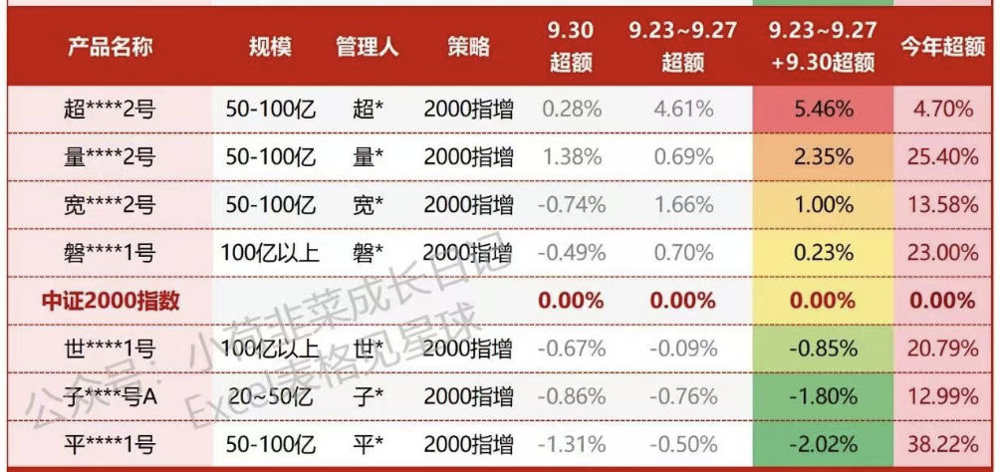 产品名称 规模 管理人 策略 9.30 超额 9.23~9.27 超额 9.23~9.27 +9.30超额 今年超额
超****2号 50-100亿 超* 2000指增 0.28% 4.61% 5.46% 4.70%
量****2号 50-100亿 量* 2000指增 1.38% 0.69% 2.35% 25.40%
宽****2号 50-100亿 宽* 2000指增 -0.74% 1.66% 1.00% 13.58%
磐****1号 100亿以上 磐* 2000指增 -0.49% 0.70% 0.23% 23.00%
中证2000指数 0.00% 0.00% 0.00% 0.00%
世****1号 100亿以上 世* 2000指增 -0.67% -0.09% -0.85% 20.79%
子****号A 20~50亿 子* 2000指增 -0.86% -0.76% -1.80% 12.99%
平****1号 50-100亿 平* 2000指增 -1.31% -0.50% -2.02% 38.22%
公众号：小荷韭菜成长日记
Excel表格见星球